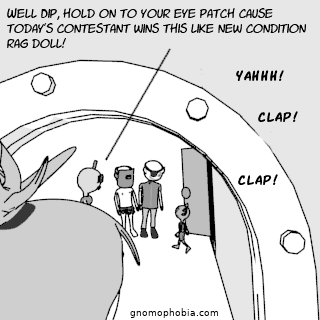 WELL DIP, HOLD ON TO YOUR EYE PATCH CAUSE
TODAY'S CONTESTANT WINS THIS LIKE NEW CONDITION
RAG DOLL!
YAHHH!
CLAP!
CLAP!
gnomophobia.com